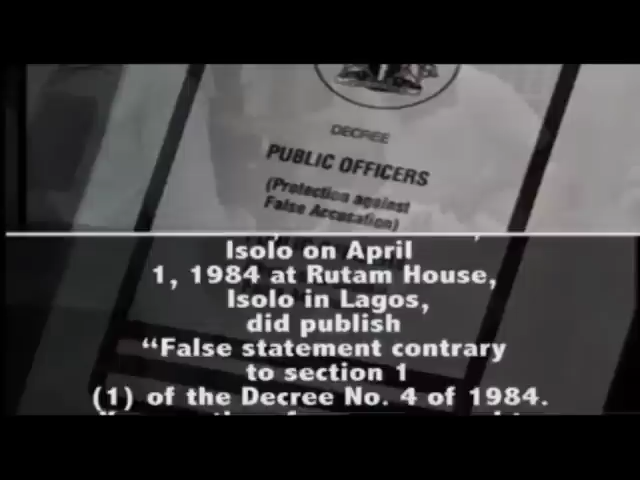 DECREE
PUBLIC OFFICERS
(Protection against
False Accusation)
Isolo on April
1, 1984 at Rutam House,
Isolo in Lagos,
did publish
“False statement contrary
to section 1
(1) of the Decree No. 4 of 1984.